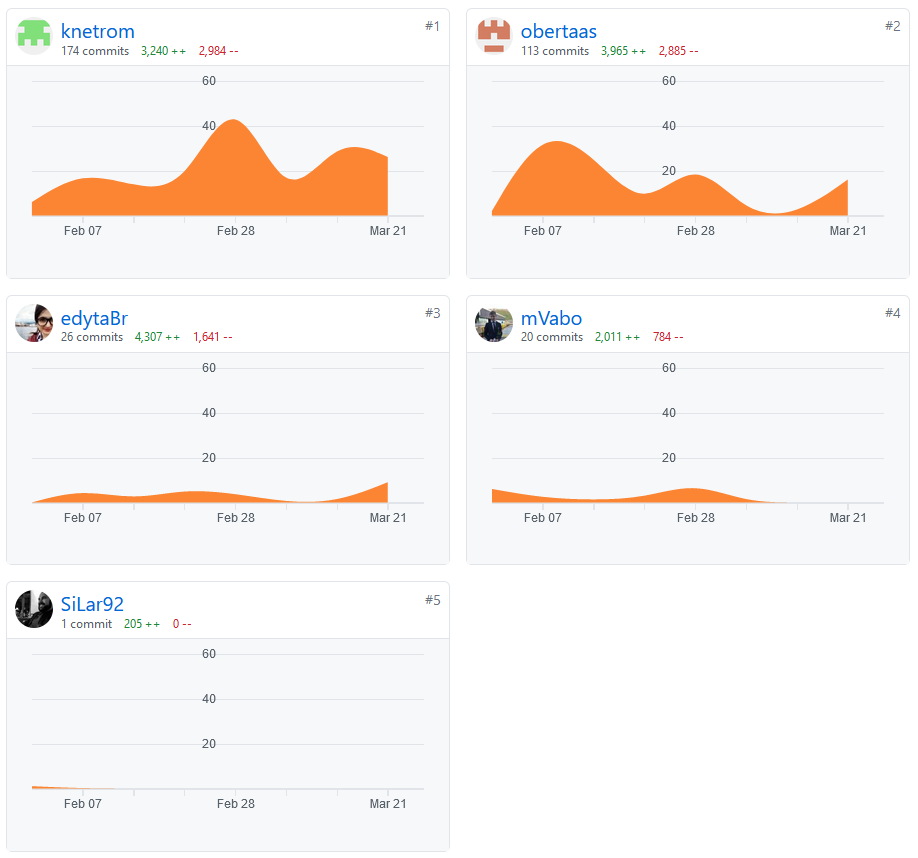 knetrom #1
174 commits 3,240 ++ 2,984 --
60
40
Feb 07 Feb 28 Mar 21
obertaas #2
113 commits 3,965 ++ 2,885 --
60
40
20
Feb 07 Feb 28 Mar 21
edytaBr #3
26 commits 4,307 ++ 1,641 --
60
40
20
Feb 07 Feb 28 Mar 21
mVabo #4
20 commits 2,011 ++ 784 --
60
40
20
Feb 07 Feb 28 Mar 21
SiLar92 #5
1 commit 205 ++ 0 --
60
40
20
Feb 07 Feb 28 Mar 21